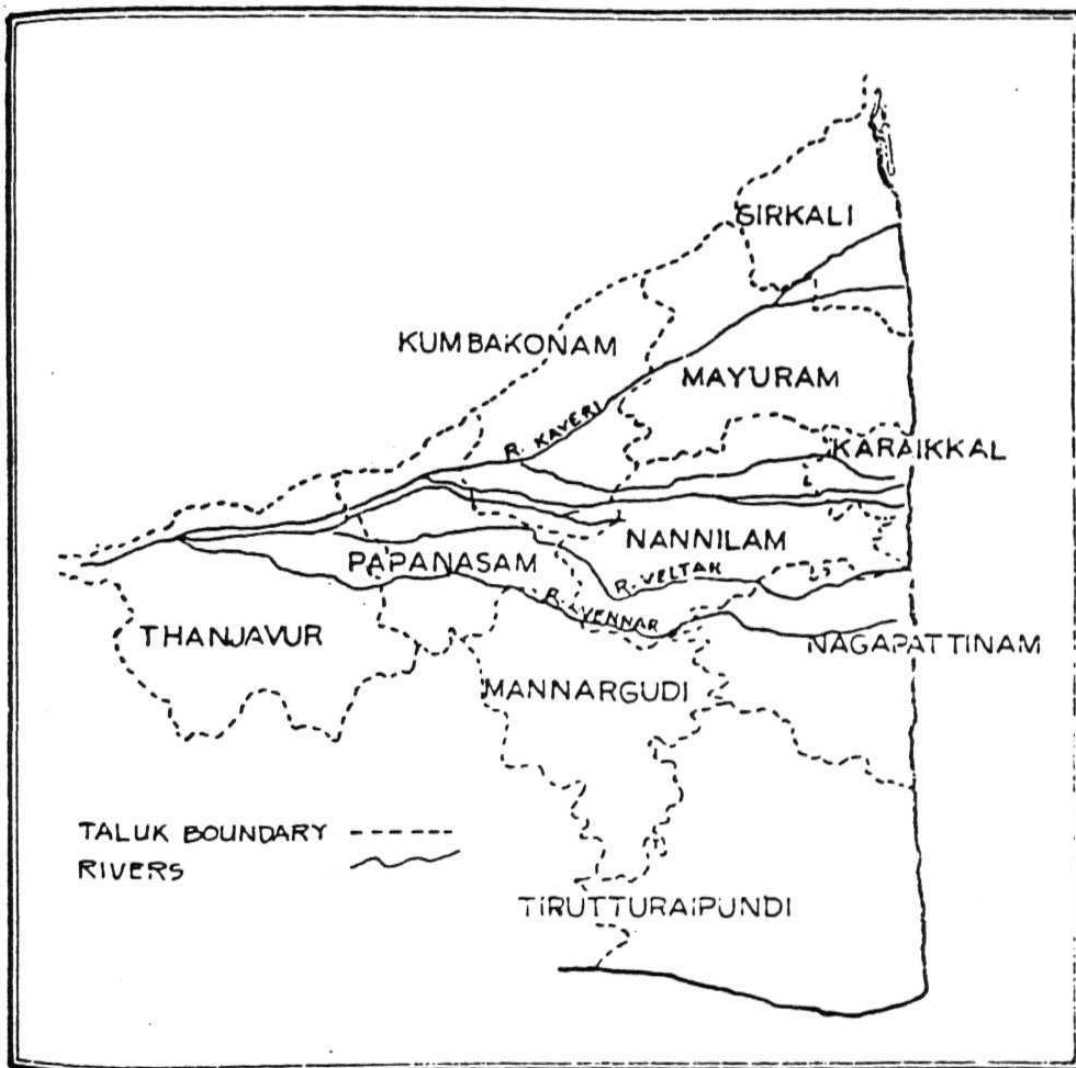 SIRKALI
KUMBAKONAM
MAYURAM
R. KAVERI
KARAIKKAL
NANNILAM
PAPANASAM
R. VELTAR
R. VENNAR
THANJAVUR
NAGAPATTINAM
MANNARGUDI
TALUK BOUNDARY
RIVERS
TIRUTTURAIPUNDI